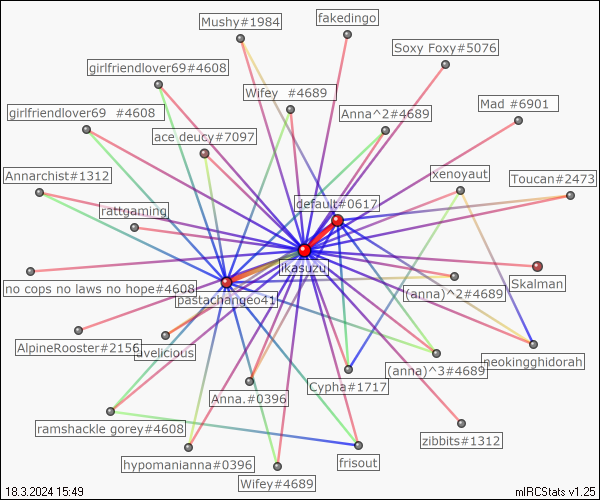 Mushy#1984
fakedingo
Soxy Foxy#5076
girlfriendlover69#4608
Wifey #4689
Mad #6901
girlfriendlover69 #4608
Anna^2#4689
ace deucy#7097
Annarchist#1312
xenoyaut
Toucan#2473
default#0617
rattgaming
ikasuzu
Skalman
no cops no laws no hope#4608
pastachangeo41
(anna)^2#4689
AlpineRooster#2156
uvelicious
neokingghidorah
(anna)^3#4689
Cypha#1717
Anna.#0396
ramshackle gorey#4608
zibbits#1312
hypomanianna#0396
frisout
Wifey#4689
18.3.2024 15:49
mIRCStats v1.25